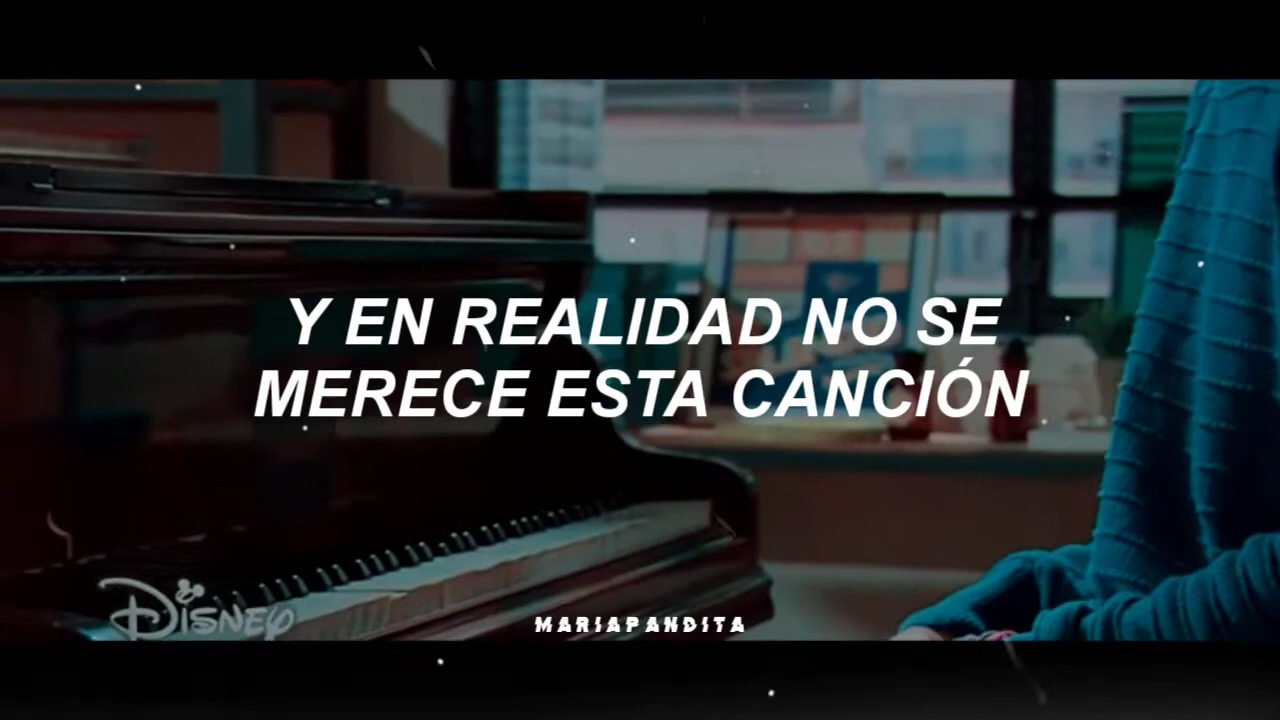 Y EN REALIDAD NO SE
MERECE ESTA CANCIÓN
DISNEY
MARIAPANDITA